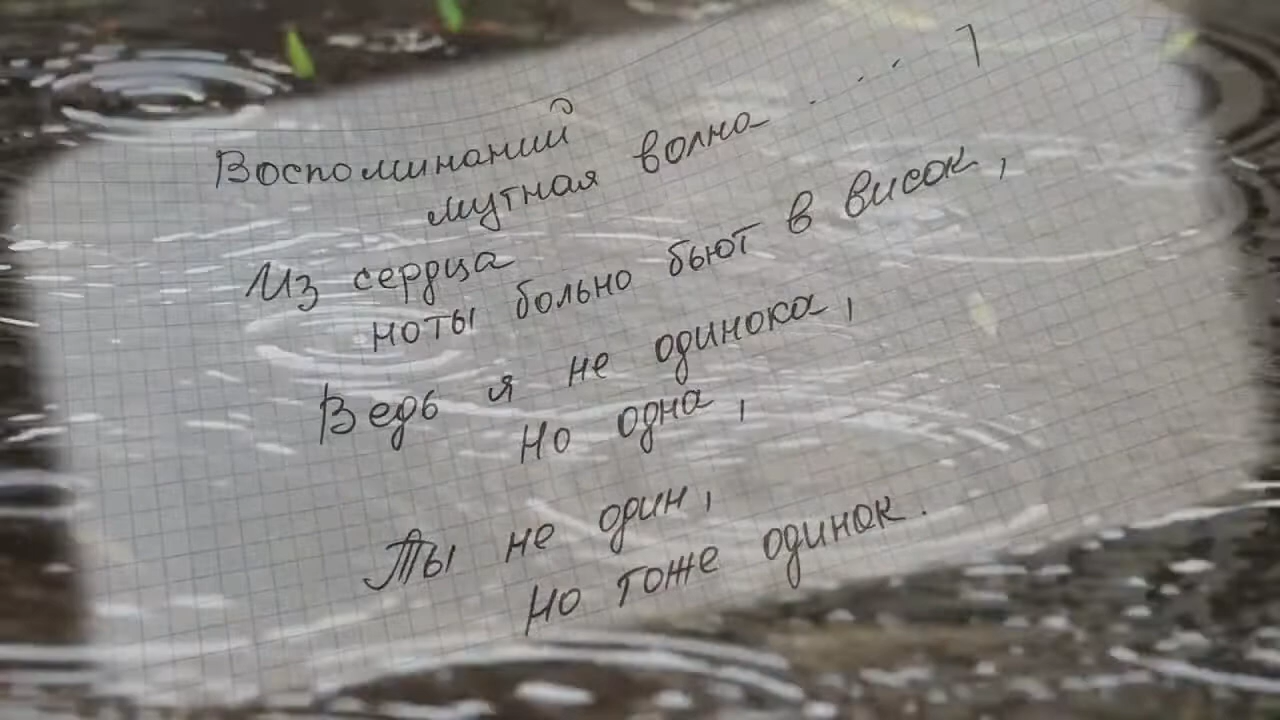 Воспоминаний
мутная волна ....
Из сердца
ноты больно бьют в висок,
Ведь я не одинока,
Но одна,
Ты не один,
Но тоже одинок.